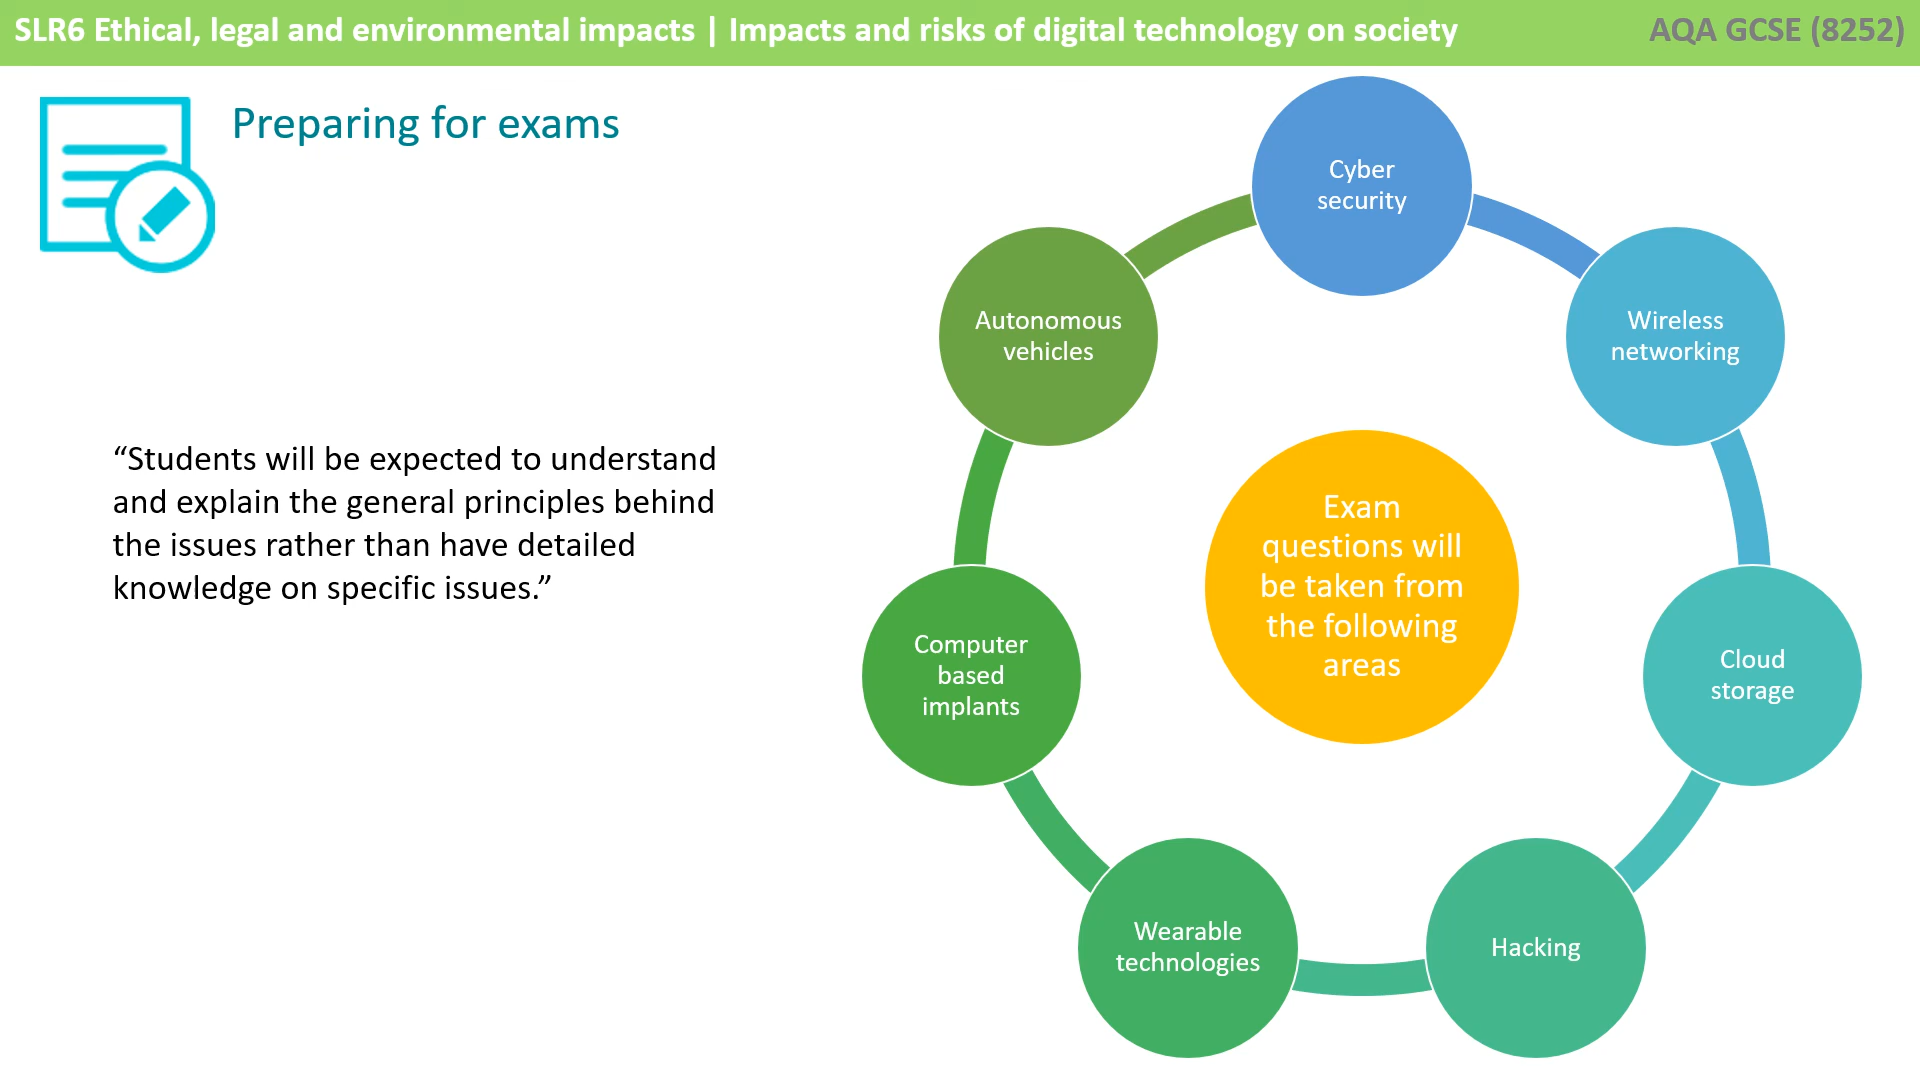 SLR6 Ethical, legal and environmental impacts | Impacts and risks of digital technology on society
AQA GCSE (8252)
Preparing for exams
“Students will be expected to understand
and explain the general principles behind
the issues rather than have detailed
knowledge on specific issues.”
Exam
questions will
be taken from
the following
areas
Cyber
security
Wireless
networking
Cloud
storage
Hacking
Wearable
technologies
Computer
based
implants
Autonomous
vehicles